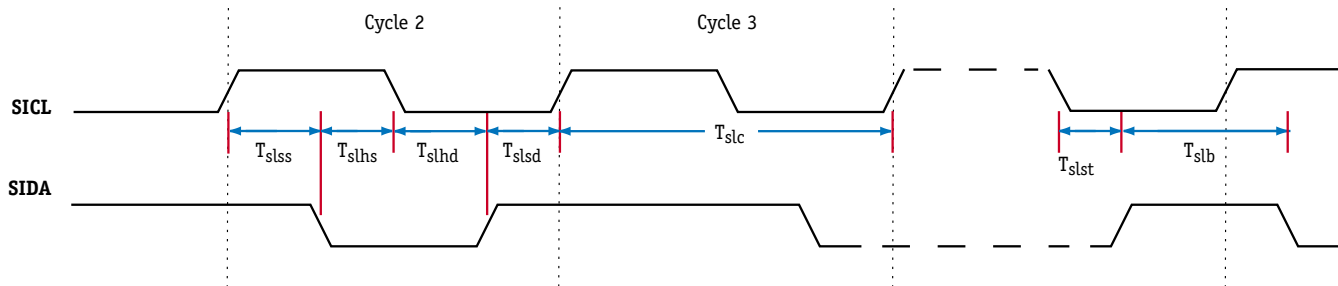 Cycle 2
Cycle 3
SICL
Tslss
Tslhs
Tslhd
Tslsd
Tslc
Tslst
Tslb
SIDA